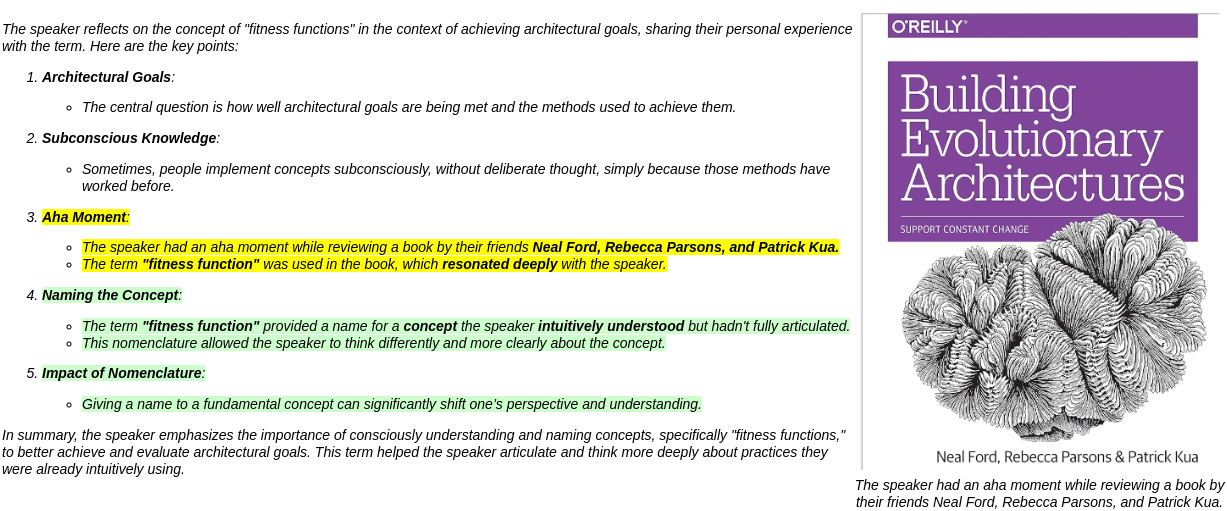 The speaker reflects on the concept of "fitness functions" in the context of achieving architectural goals, sharing their personal experience
with the term. Here are the key points:
1. Architectural Goals:
◦ The central question is how well architectural goals are being met and the methods used to achieve them.
2. Subconscious Knowledge:
◦ Sometimes, people implement concepts subconsciously, without deliberate thought, simply because those methods have
worked before.
3. Aha Moment:
◦ The speaker had an aha moment while reviewing a book by their friends Neal Ford, Rebecca Parsons, and Patrick Kua.
◦ The term "fitness function" was used in the book, which resonated deeply with the speaker.
4. Naming the Concept:
◦ The term "fitness function" provided a name for a concept the speaker intuitively understood but hadn't fully articulated.
◦ This nomenclature allowed the speaker to think differently and more clearly about the concept.
5. Impact of Nomenclature:
◦ Giving a name to a fundamental concept can significantly shift one's perspective and understanding.
In summary, the speaker emphasizes the importance of consciously understanding and naming concepts, specifically "fitness functions,"
to better achieve and evaluate architectural goals. This term helped the speaker articulate and think more deeply about practices they
were already intuitively using.
O'REILLY®
Building
Evolutionary
Architectures
SUPPORT CONSTANT CHANGE
Neal Ford, Rebecca Parsons & Patrick Kua
The speaker had an aha moment while reviewing a book by
their friends Neal Ford, Rebecca Parsons, and Patrick Kua.